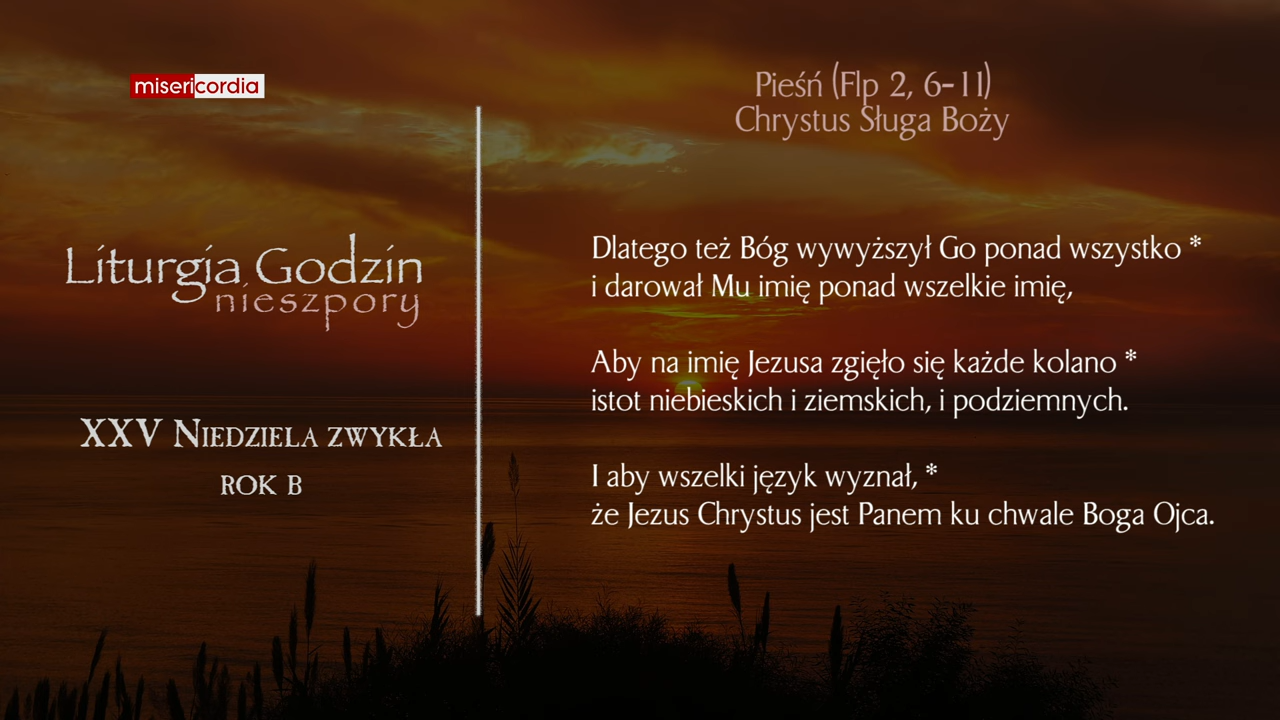 misericordia
Liturgia Godzin
nieszpory
XXV Niedziela zwykła
rok B
Pieśń (Flp 2, 6-11)
Chrystus Sługa Boży
Dlatego też Bóg wywyższył Go ponad wszystko *
i darował Mu imię ponad wszelkie imię,
Aby na imię Jezusa zgięło się każde kolano *
istot niebieskich i ziemskich, i podziemnych.
I aby wszelki język wyznał, *
że Jezus Chrystus jest Panem ku chwale Boga Ojca.